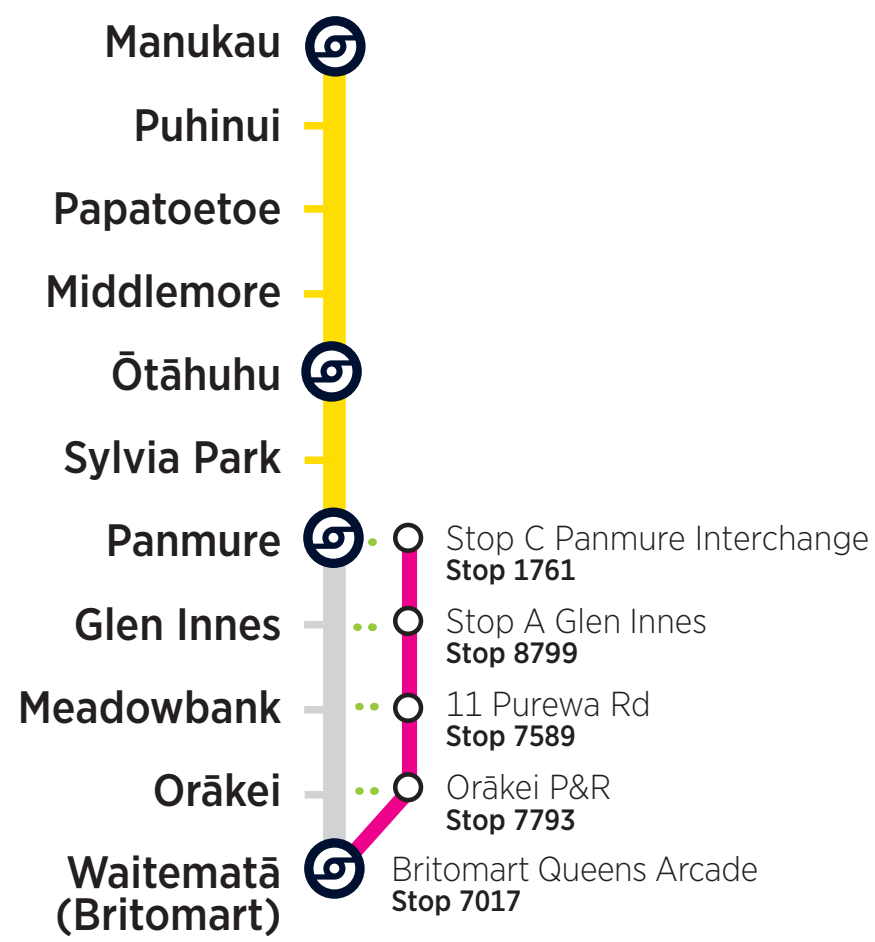 Manukau
Puhinui
Papatoetoe
Middlemore
Ōtāhuhu
Sylvia Park
Panmure
Stop C Panmure Interchange
Stop 1761
Glen Innes
Stop A Glen Innes
Stop 8799
Meadowbank
11 Purewa Rd
Stop 7589
Orākei
Orākei P&R
Stop 7793
Waitematā
(Britomart)
Britomart Queens Arcade
Stop 7017